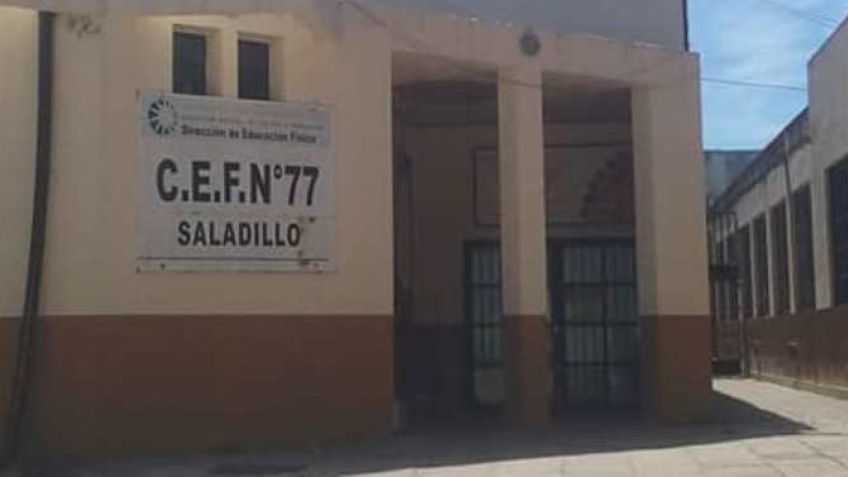 Dirección de Educación Física
C.E.F.N°77
SALADILLO